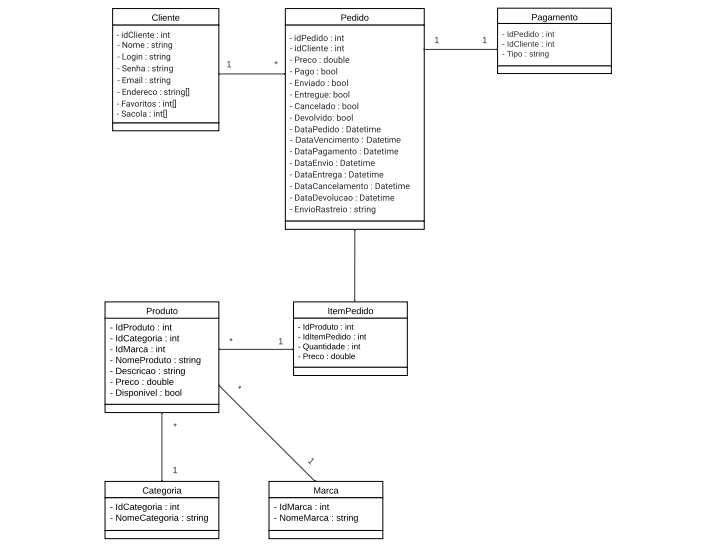 Cliente
- idCliente : int
- Nome : string
- Login : string
- Senha : string
- Email : string
- Endereco : string[]
- Favoritos : int[]
- Sacola : int[]
1
*
Pedido
- idPedido : int
- idCliente : int
- Preco : double
- Pago : bool
- Enviado : bool
- Entregue: bool
- Cancelado : bool
- Devolvido: bool
- DataPedido : Datetime
- DataVencimento : Datetime
- DataPagamento : Datetime
- DataEnvio : Datetime
- DataEntrega : Datetime
- DataCancelamento : Datetime
- DataDevolucao : Datetime
- EnvioRastreio : string
1
1
Pagamento
- IdPedido : int
- IdCliente : int
- Tipo : string
Produto
- IdProduto : int
- IdCategoria : int
- IdMarca : int
- NomeProduto : string
- Descricao : string
- Preco : double
- Disponivel : bool
*
1
ItemPedido
- IdProduto : int
- IdItemPedido : int
- Quantidade : int
- Preco : double
*
1
*
1
Categoria
- IdCategoria : int
- NomeCategoria : string
Marca
- IdMarca : int
- NomeMarca : string